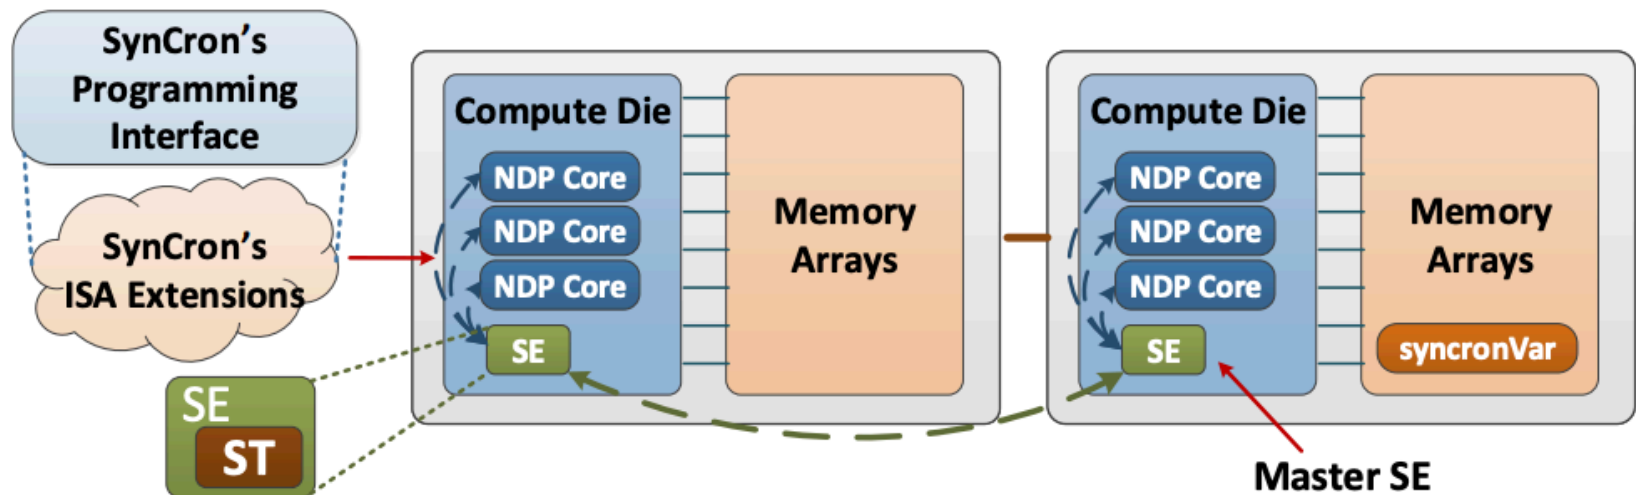 SynCron’s
Programming
Interface
SynCron’s
ISA Extensions
SE
ST
Compute Die
NDP Core
NDP Core
NDP Core
SE
Memory
Arrays
Compute Die
NDP Core
NDP Core
NDP Core
SE
Memory
Arrays
syncronVar
Master SE